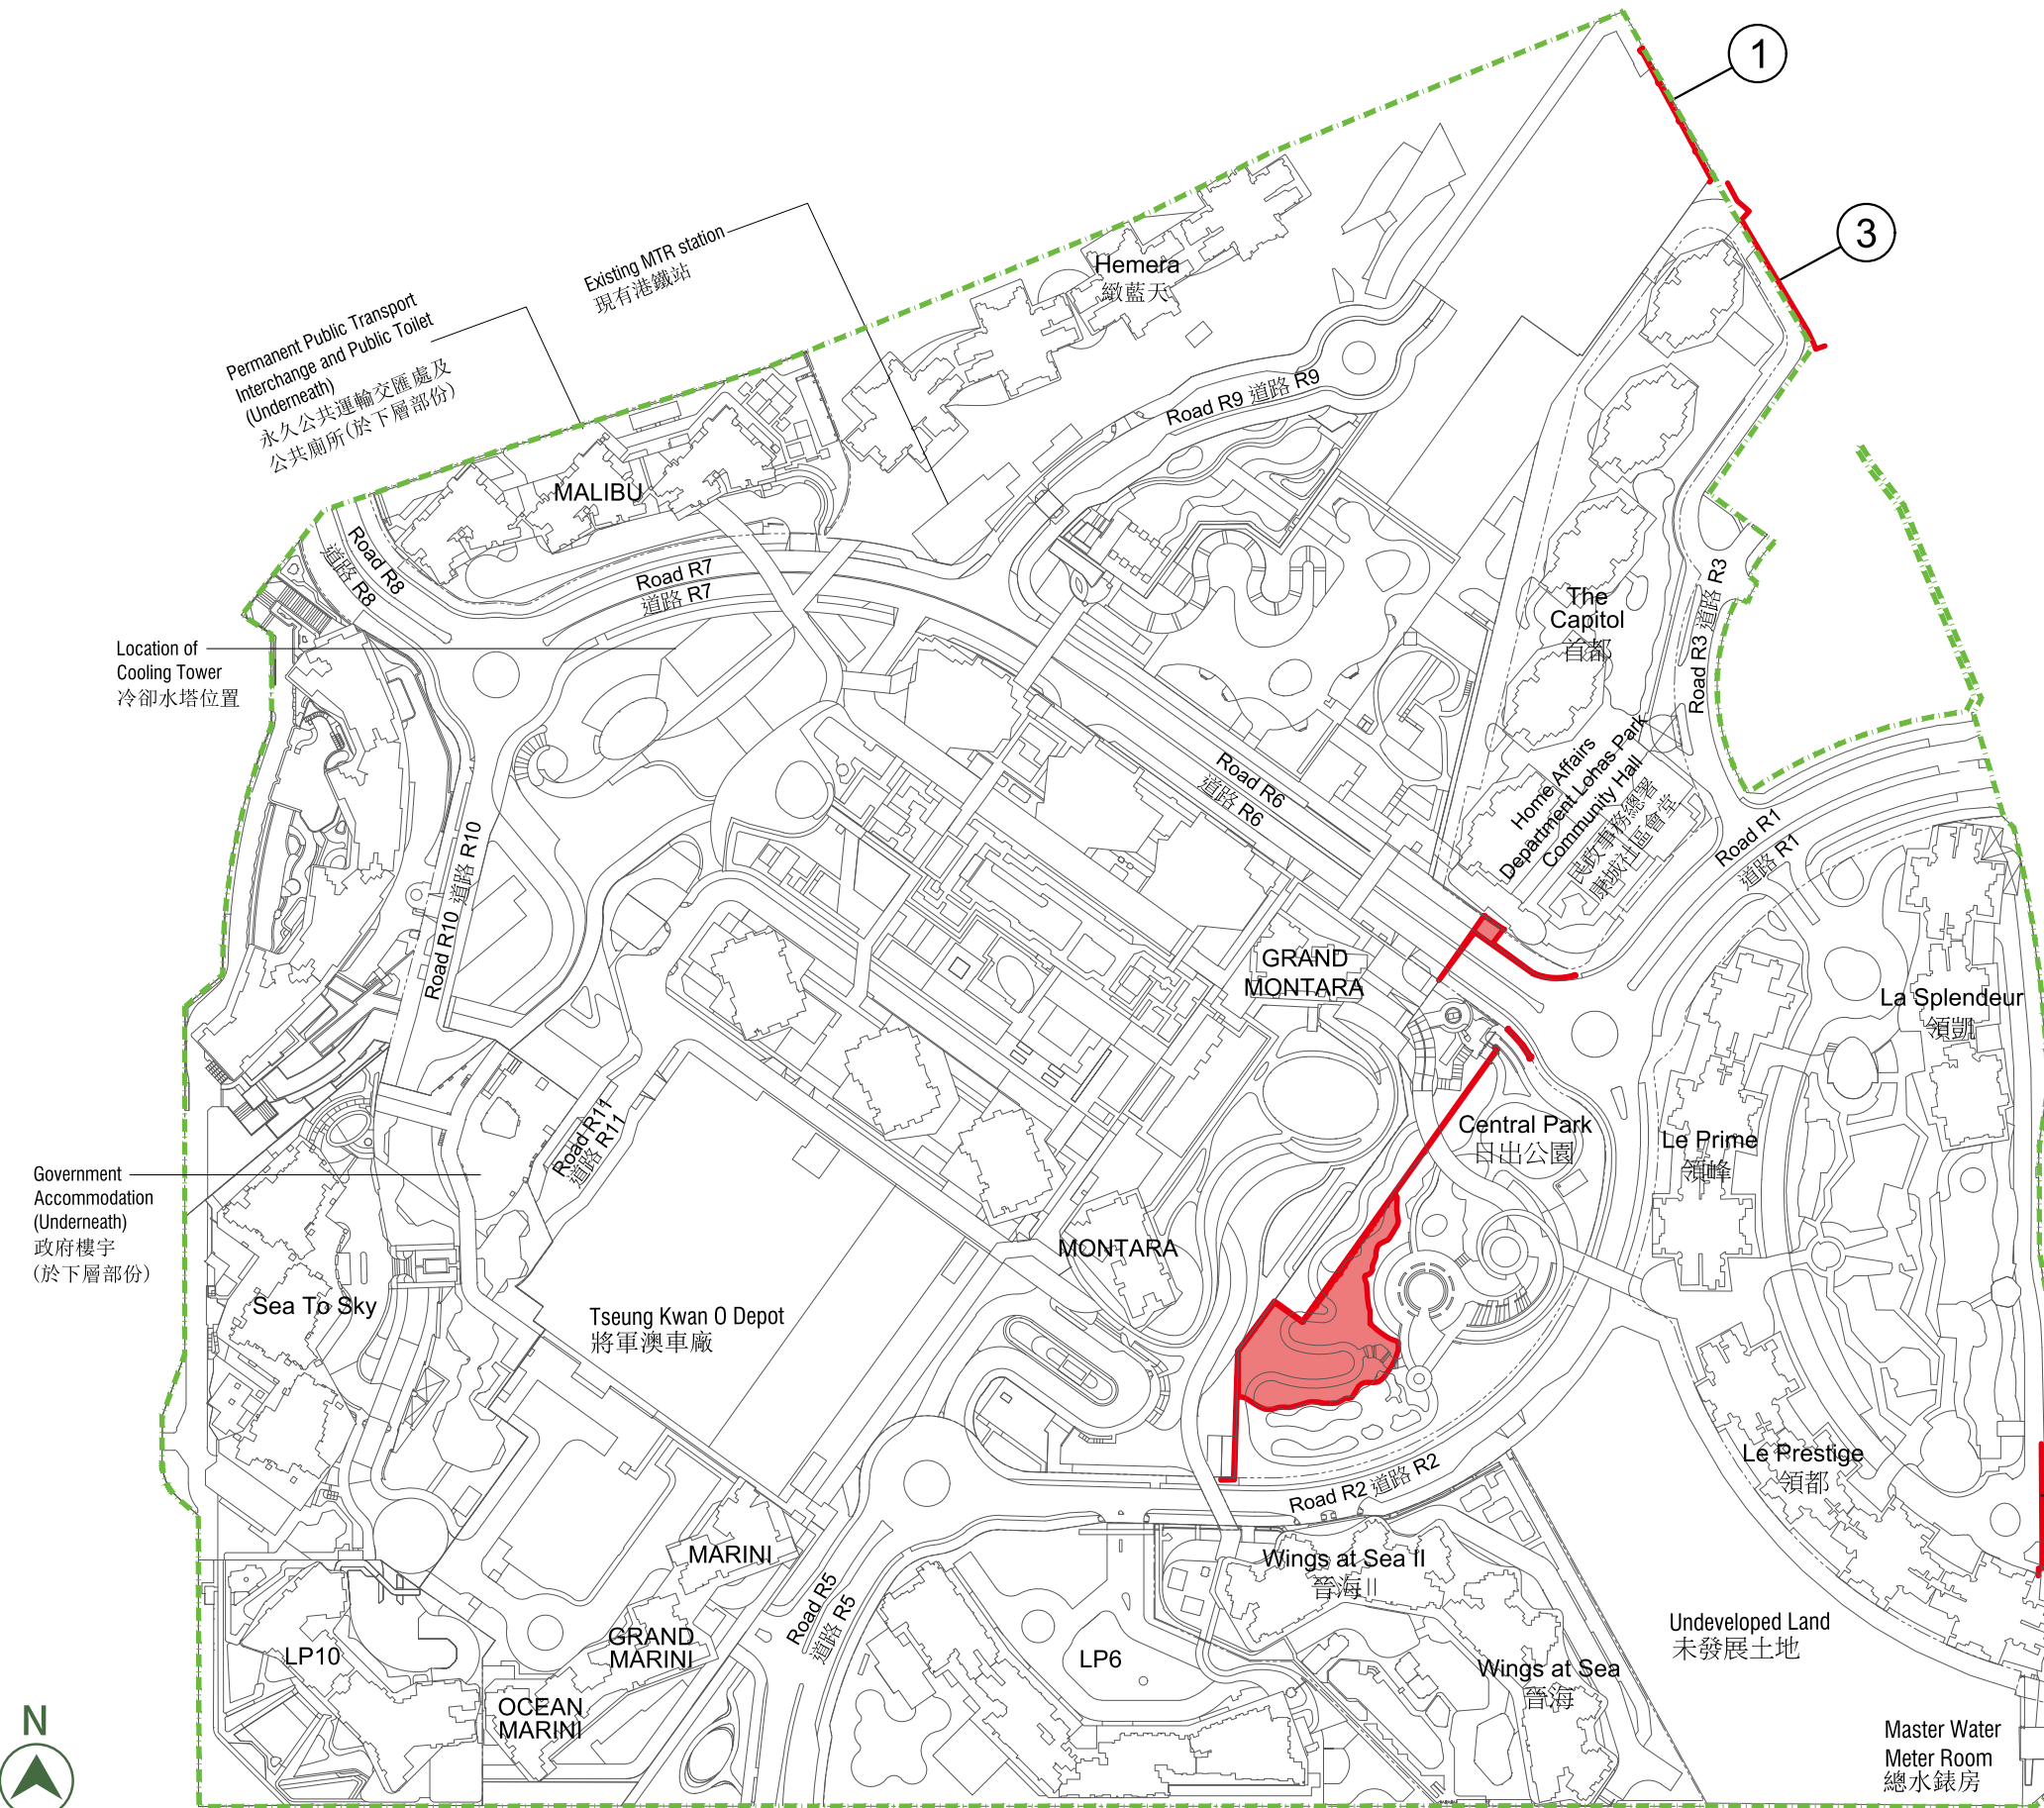 1
3
Existing MTR station
現有港鐵站
Permanent Public Transport
Interchange and Public Toilet
(Underneath)
永久公共運輸交匯處及
公共廁所(於下層部份)
Hemera
緻藍天
Road R9 道路 R9
MALIBU
Road R8
道路 R8
Road R7
道路 R7
The
Capitol
首都
Road R3 道路 R3
Location of
Cooling Tower
冷卻水塔位置
Road R6
道路 R6
Home Affairs
Department Lohas Park
Community Hall
民政事務總署
康城社區會堂
Road R1
道路 R1
Road R10 道路 R10
GRAND
MONTARA
La Splendeur
領凱
Central Park
日出公園
Le Prime
領峰
Road R11
道路 R11
Government
Accommodation
(Underneath)
政府樓宇
(於下層部份)
MONTARA
Sea To Sky
Tseung Kwan O Depot
將軍澳車廠
Le Prestige
領都
Road R2 道路 R2
MARINI
Wings at Sea II
晉海 II
Road R5
道路 R5
GRAND
MARINI
LP10
LP6
Undeveloped Land
未發展土地
Wings at Sea
晉海
OCEAN
MARINI
N
Master Water
Meter Room
總水錶房